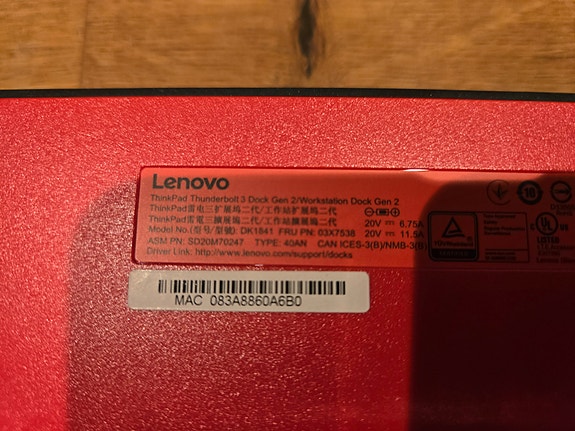 Lenovo
ThinkPad Thunderbolt 3 Dock Gen 2/Workstation Dock Gen 2
ThinkPad雷电三扩展坞二代/工作站扩展坞二代
ThinkPad雷電三擴展塢二代/工作站擴展塢二代
20V 6.75A
Model No.(型号/型號): DK1841 FRU PN: 03X7538 20V 11.5A
ASM PN: SD20M70247 TYPE: 40AN CAN ICES-3(B)/NMB-3(B)
Driver Link: http://www.lenovo.com/support/docks
10
UL
LISTED
MAC 083A8860A6B0